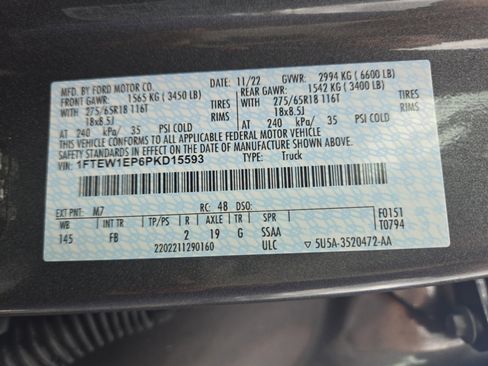 MFD. BY FORD MOTOR CO. DATE: 11/22 GVWR: 2994 KG (6600 LB)
FRONT GAWR: 1565 KG (3450 LB) REAR GAWR: 1542 KG (3400 LB)
WITH 275/65R18 116T TIRES WITH 275/65R18 116T TIRES
18x8.5J RIMS 18x8.5J RIMS
AT 240 kPa/ 35 PSI COLD AT 240 kPa/ 35 PSI COLD
THIS VEHICLE CONFORMS TO ALL APPLICABLE FEDERAL MOTOR VEHICLE
SAFETY STANDARDS IN EFFECT ON THE DATE OF MANUFACTURE SHOWN ABOVE.
VIN: 1FTEW1EP6PKD15593 TYPE: Truck
EXT PNT: M7 RC: 48 DSO: F0151
WB INT TR TP/PS R AXLE TR SPR T0794
145 FB 2 19 G SSAA
2202211290160 ULC ▽ 5U5A-3520472-AA